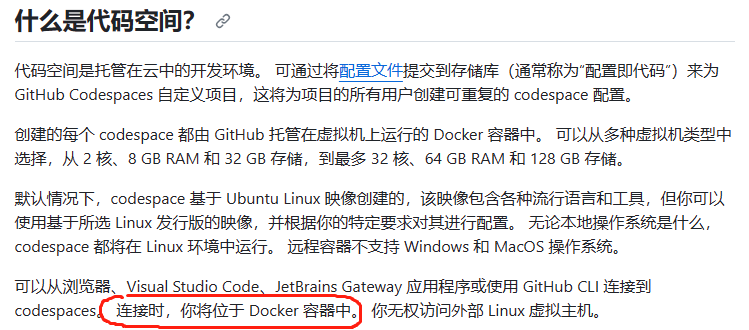 什么是代码空间？
代码空间是托管在云中的开发环境。 可通过将配置文件提交到存储库（通常称为“配置即代码”）来为
GitHub Codespaces 自定义项目，这将为项目的所有用户创建可重复的 codespace 配置。
创建的每个 codespace 都由 GitHub 托管在虚拟机上运行的 Docker 容器中。 可以从多种虚拟机类型中
选择，从 2 核、8 GB RAM 和 32 GB 存储，到最多 32 核、64 GB RAM 和 128 GB 存储。
默认情况下，codespace 基于 Ubuntu Linux 映像创建的，该映像包含各种流行语言和工具，但你可以
使用基于所选 Linux 发行版的映像，并根据你的特定要求对其进行配置。 无论本地操作系统是什么，
codespace 都将在 Linux 环境中运行。 远程容器不支持 Windows 和 MacOS 操作系统。
可以从浏览器、Visual Studio Code、JetBrains Gateway 应用程序或使用 GitHub CLI 连接到
codespaces。 连接时，你将位于 Docker 容器中。 你无权访问外部 Linux 虚拟主机。